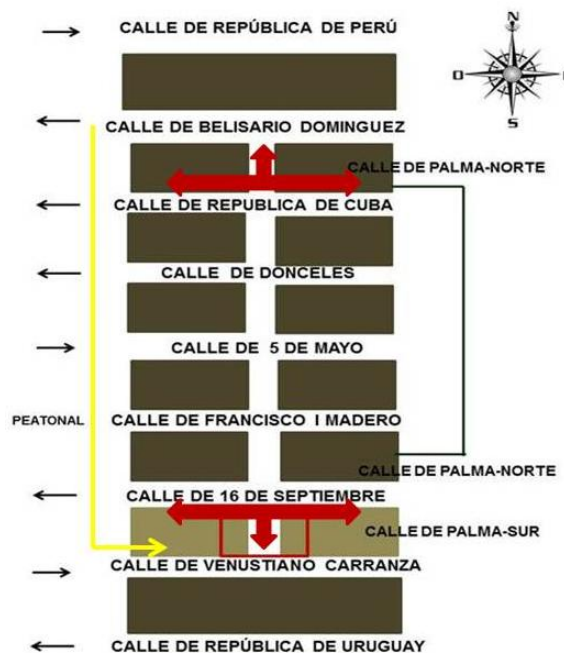 CALLE DE REPÚBLICA DE PERÚ
N
O
S
CALLE DE BELISARIO DOMINGUEZ
CALLE DE PALMA-NORTE
CALLE DE REPUBLICA DE CUBA
CALLE DE DONCELES
CALLE DE 5 DE MAYO
PEATONAL
CALLE DE FRANCISCO I MADERO
CALLE DE PALMA-NORTE
CALLE DE 16 DE SEPTIEMBRE
CALLE DE PALMA-SUR
CALLE DE VENUSTIANO CARRANZA
CALLE DE REPÚBLICA DE URUGUAY